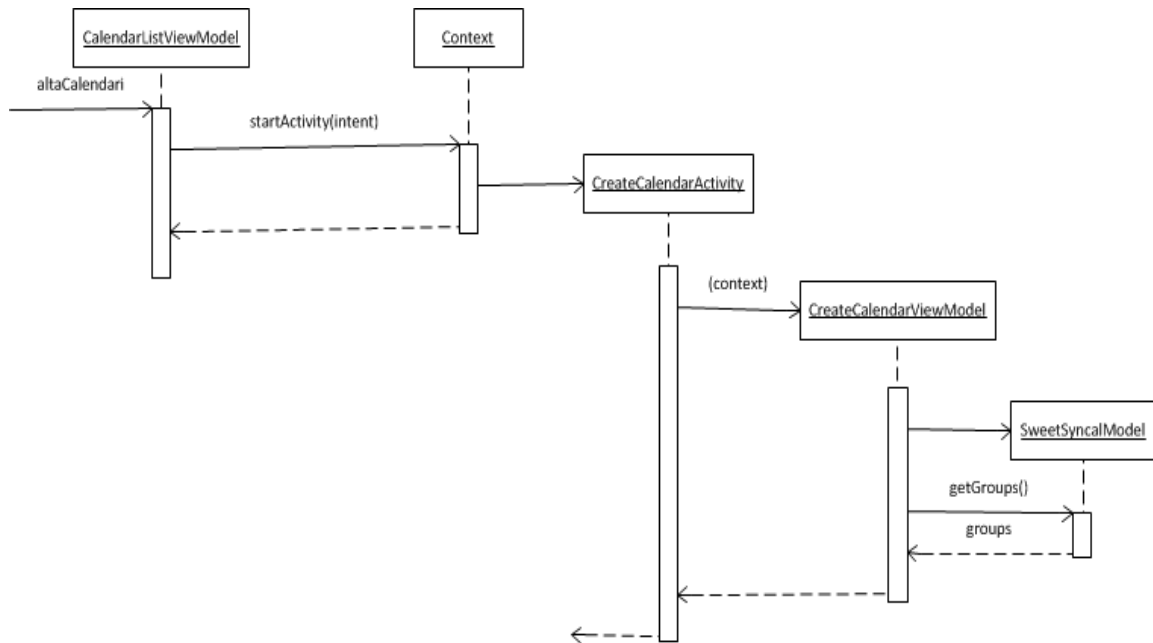 CalendarListViewModel
Context
altaCalendari
startActivity(intent)
CreateCalendarActivity
(context)
CreateCalendarViewModel
SweetSyncalModel
getGroups()
groups